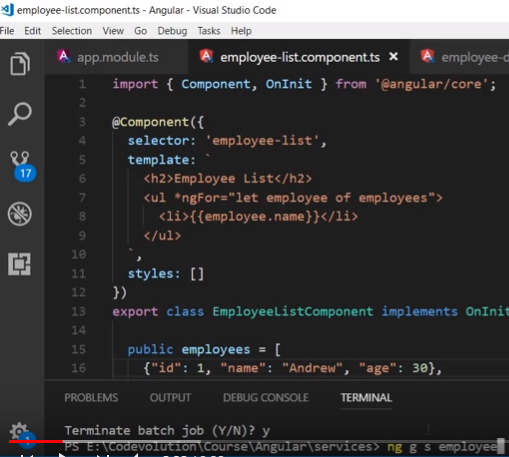 employee-list.component.ts - Angular - Visual Studio Code
File Edit Selection View Go Debug Tasks Help
app.module.ts employee-list.component.ts employee-d
1 import { Component, OnInit } from '@angular/core';
2
3 @Component({
4 selector: 'employee-list',
5 template: `
6 <h2>Employee List</h2>
7 <ul *ngFor="let employee of employees">
8 <li>{{employee.name}}</li>
9 </ul>
10 `,
11 styles: []
12 })
13 export class EmployeeListComponent implements OnInit
14
15 public employees = [
16 {"id": 1, "name": "Andrew", "age": 30},
17
PROBLEMS OUTPUT DEBUG CONSOLE TERMINAL
Terminate batch job (Y/N)? y
1
PS E:\Codevolution\Course\Angular\services> ng g s employee